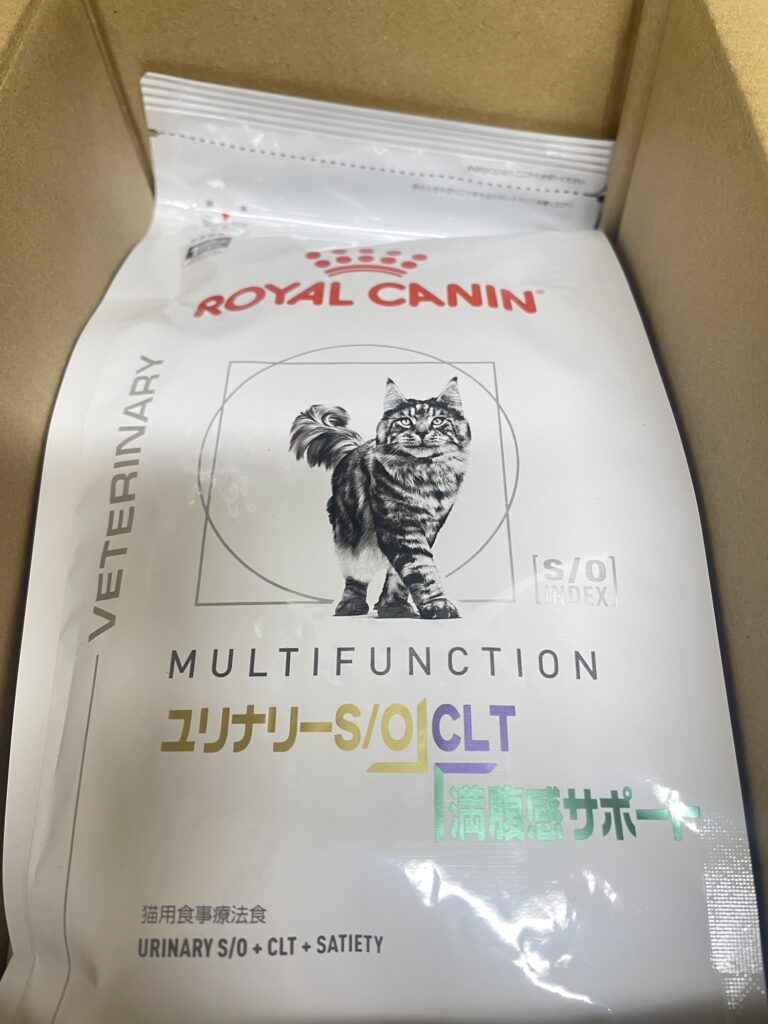 ROYAL CANIN
VETERINARY
S/O
INDEX
MULTIFUNCTION
ユリナリーS/O CLT
満腹感サポート
猫用食事療法食
URINARY S/O + CLT + SATIETY